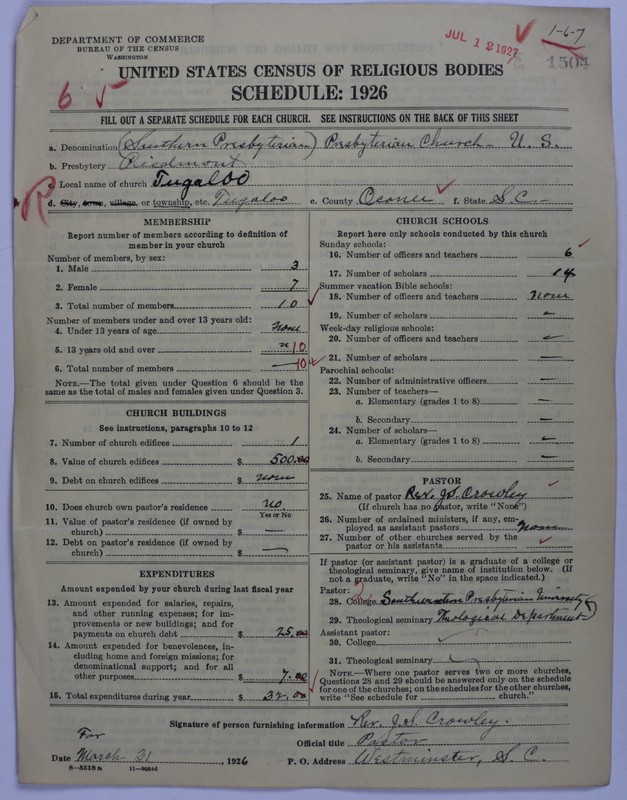 DEPARTMENT OF COMMERCE
BUREAU OF THE CENSUS
WASHINGTON
JUL 12 1927
1-6-7
1504
UNITED STATES CENSUS OF RELIGIOUS BODIES
SCHEDULE: 1926
6
FILL OUT A SEPARATE SCHEDULE FOR EACH CHURCH. SEE INSTRUCTIONS ON THE BACK OF THIS SHEET
a. Denomination (Southern Presbyterian) Presbyterian Church - U. S.
b. Presbytery Piedmont
c. Local name of church Tugaloo
R
d. City, town, village, or township, etc. Tugaloo e. County Oconee f. State S.C.
MEMBERSHIP
Report number of members according to definition of
member in your church
Number of members, by sex:
1. Male 3
2. Female 7
3. Total number of members 10
Number of members under and over 13 years old:
4. Under 13 years of age none
5. 13 years old and over 10
6. Total number of members 10
NOTE.—The total given under Question 6 should be the
same as the total of males and females given under Question 3.
CHURCH BUILDINGS
See instructions, paragraphs 10 to 12
7. Number of church edifices 1
8. Value of church edifices $ 500.00
9. Debt on church edifices $ none
10. Does church own pastor's residence no
Yes or No
11. Value of pastor's residence (if owned by
church) $ —
12. Debt on pastor's residence (if owned by
church) $ —
EXPENDITURES
Amount expended by your church during last fiscal year
13. Amount expended for salaries, repairs,
and other running expenses; for im-
provements or new buildings; and for
payments on church debt $ 25.00
14. Amount expended for benevolences, in-
cluding home and foreign missions; for
denominational support; and for all
other purposes $ 7.00
15. Total expenditures during year $ 32.00
CHURCH SCHOOLS
Report here only schools conducted by this church
Sunday schools:
16. Number of officers and teachers 6
17. Number of scholars 14
Summer vacation Bible schools:
18. Number of officers and teachers none
19. Number of scholars —
Week-day religious schools:
20. Number of officers and teachers —
21. Number of scholars —
Parochial schools:
22. Number of administrative officers —
23. Number of teachers—
a. Elementary (grades 1 to 8) —
b. Secondary —
24. Number of scholars—
a. Elementary (grades 1 to 8) —
b. Secondary —
PASTOR
25. Name of pastor Rev. J.S. Crowley
(If church has no pastor, write "None")
26. Number of ordained ministers, if any, em-
ployed as assistant pastors none
27. Number of other churches served by the
pastor or his assistants
If pastor (or assistant pastor) is a graduate of a college or
theological seminary, give name of institution below. (If
not a graduate, write "No" in the space indicated.)
Pastor:
28. College Southwestern Presbyterian University
29. Theological seminary Theological Department
Assistant pastor:
30. College
31. Theological seminary
NOTE.—Where one pastor serves two or more churches,
Questions 28 and 29 should be answered only on the schedule
for one of the churches; on the schedules for the other churches,
write "See schedule for church."
Signature of person furnishing information Rev. J.S. Crowley.
For
Official title Pastor
Date March 31, 1926 P. O. Address Westminster, S. C.
8—5518a 11—9024d